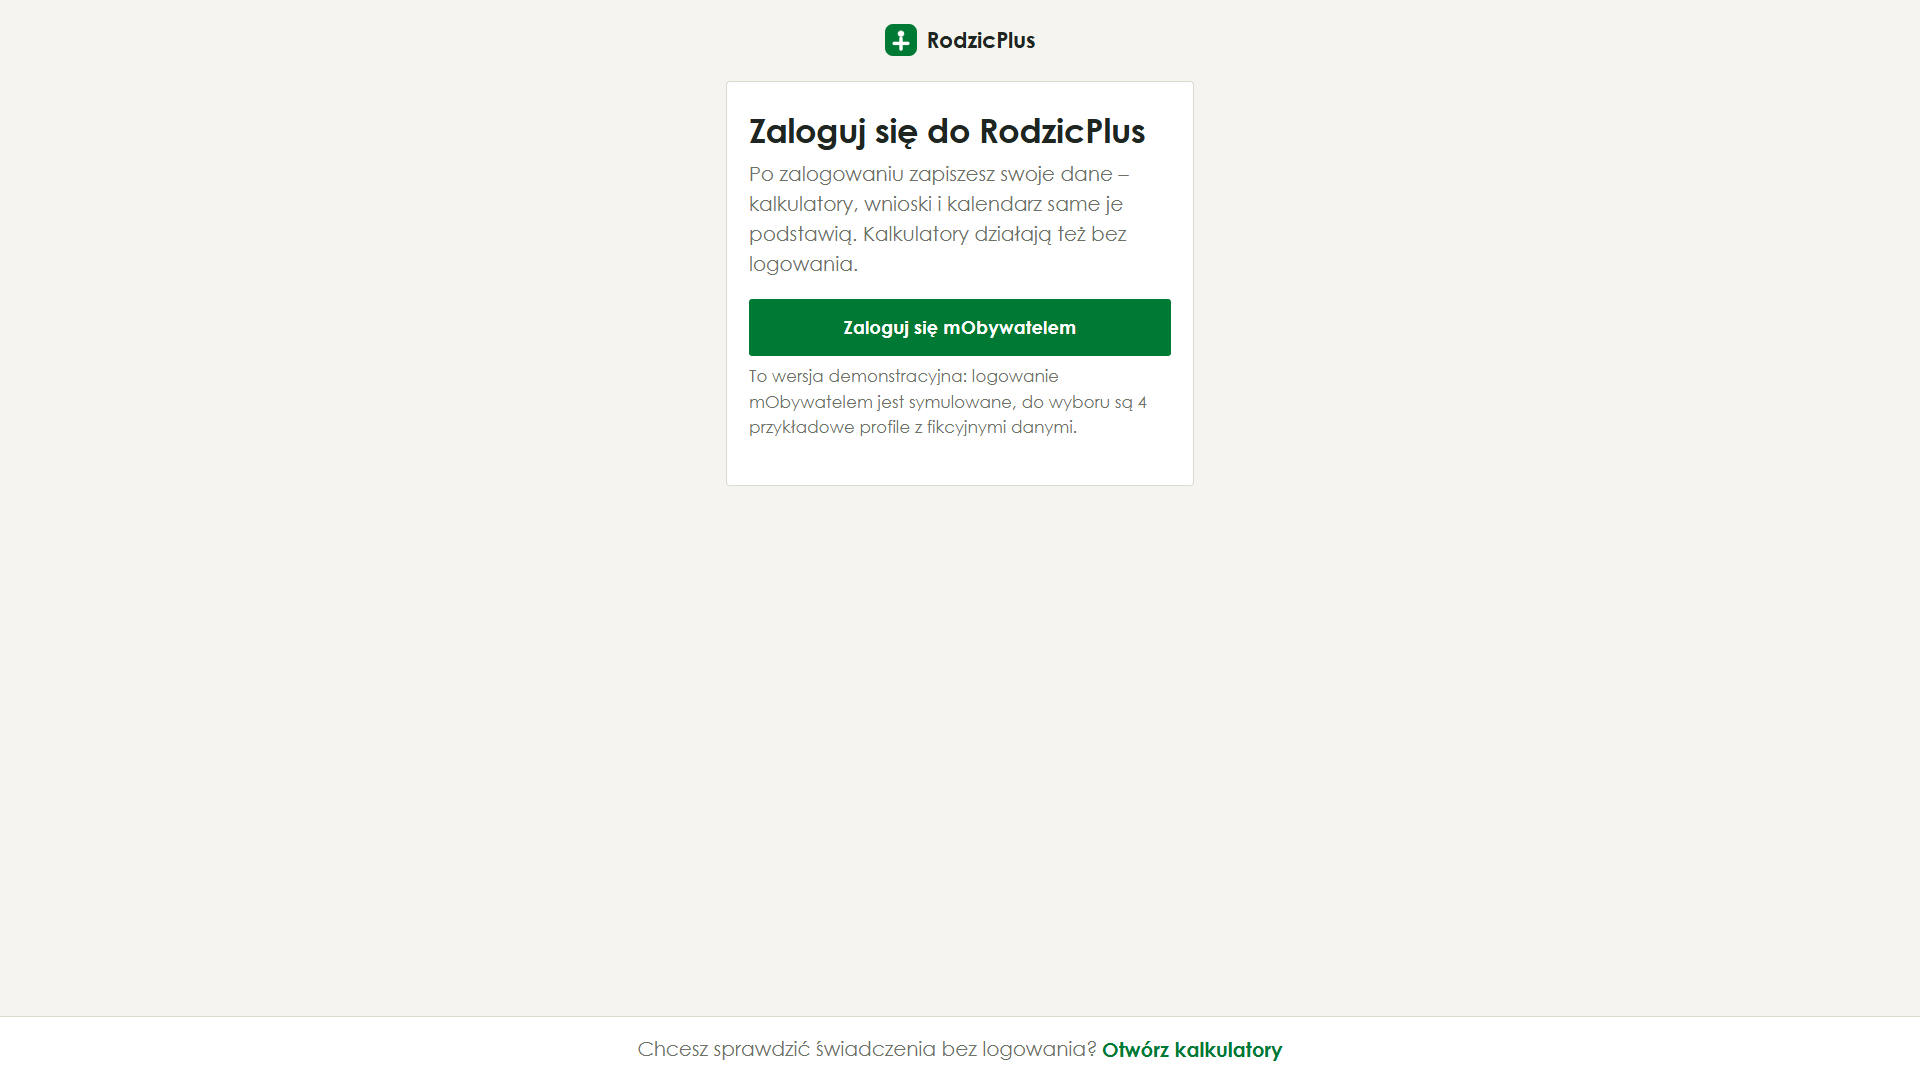 RodzicPlus
Zaloguj się do RodzicPlus
Po zalogowaniu zapiszesz swoje dane –
kalkulatory, wnioski i kalendarz same je
podstawią. Kalkulatory działają też bez
logowania.
Zaloguj się mObywatelem
To wersja demonstracyjna: logowanie
mObywatelem jest symulowane, do wyboru są 4
przykładowe profile z fikcyjnymi danymi.
Chcesz sprawdzić świadczenia bez logowania? Otwórz kalkulatory